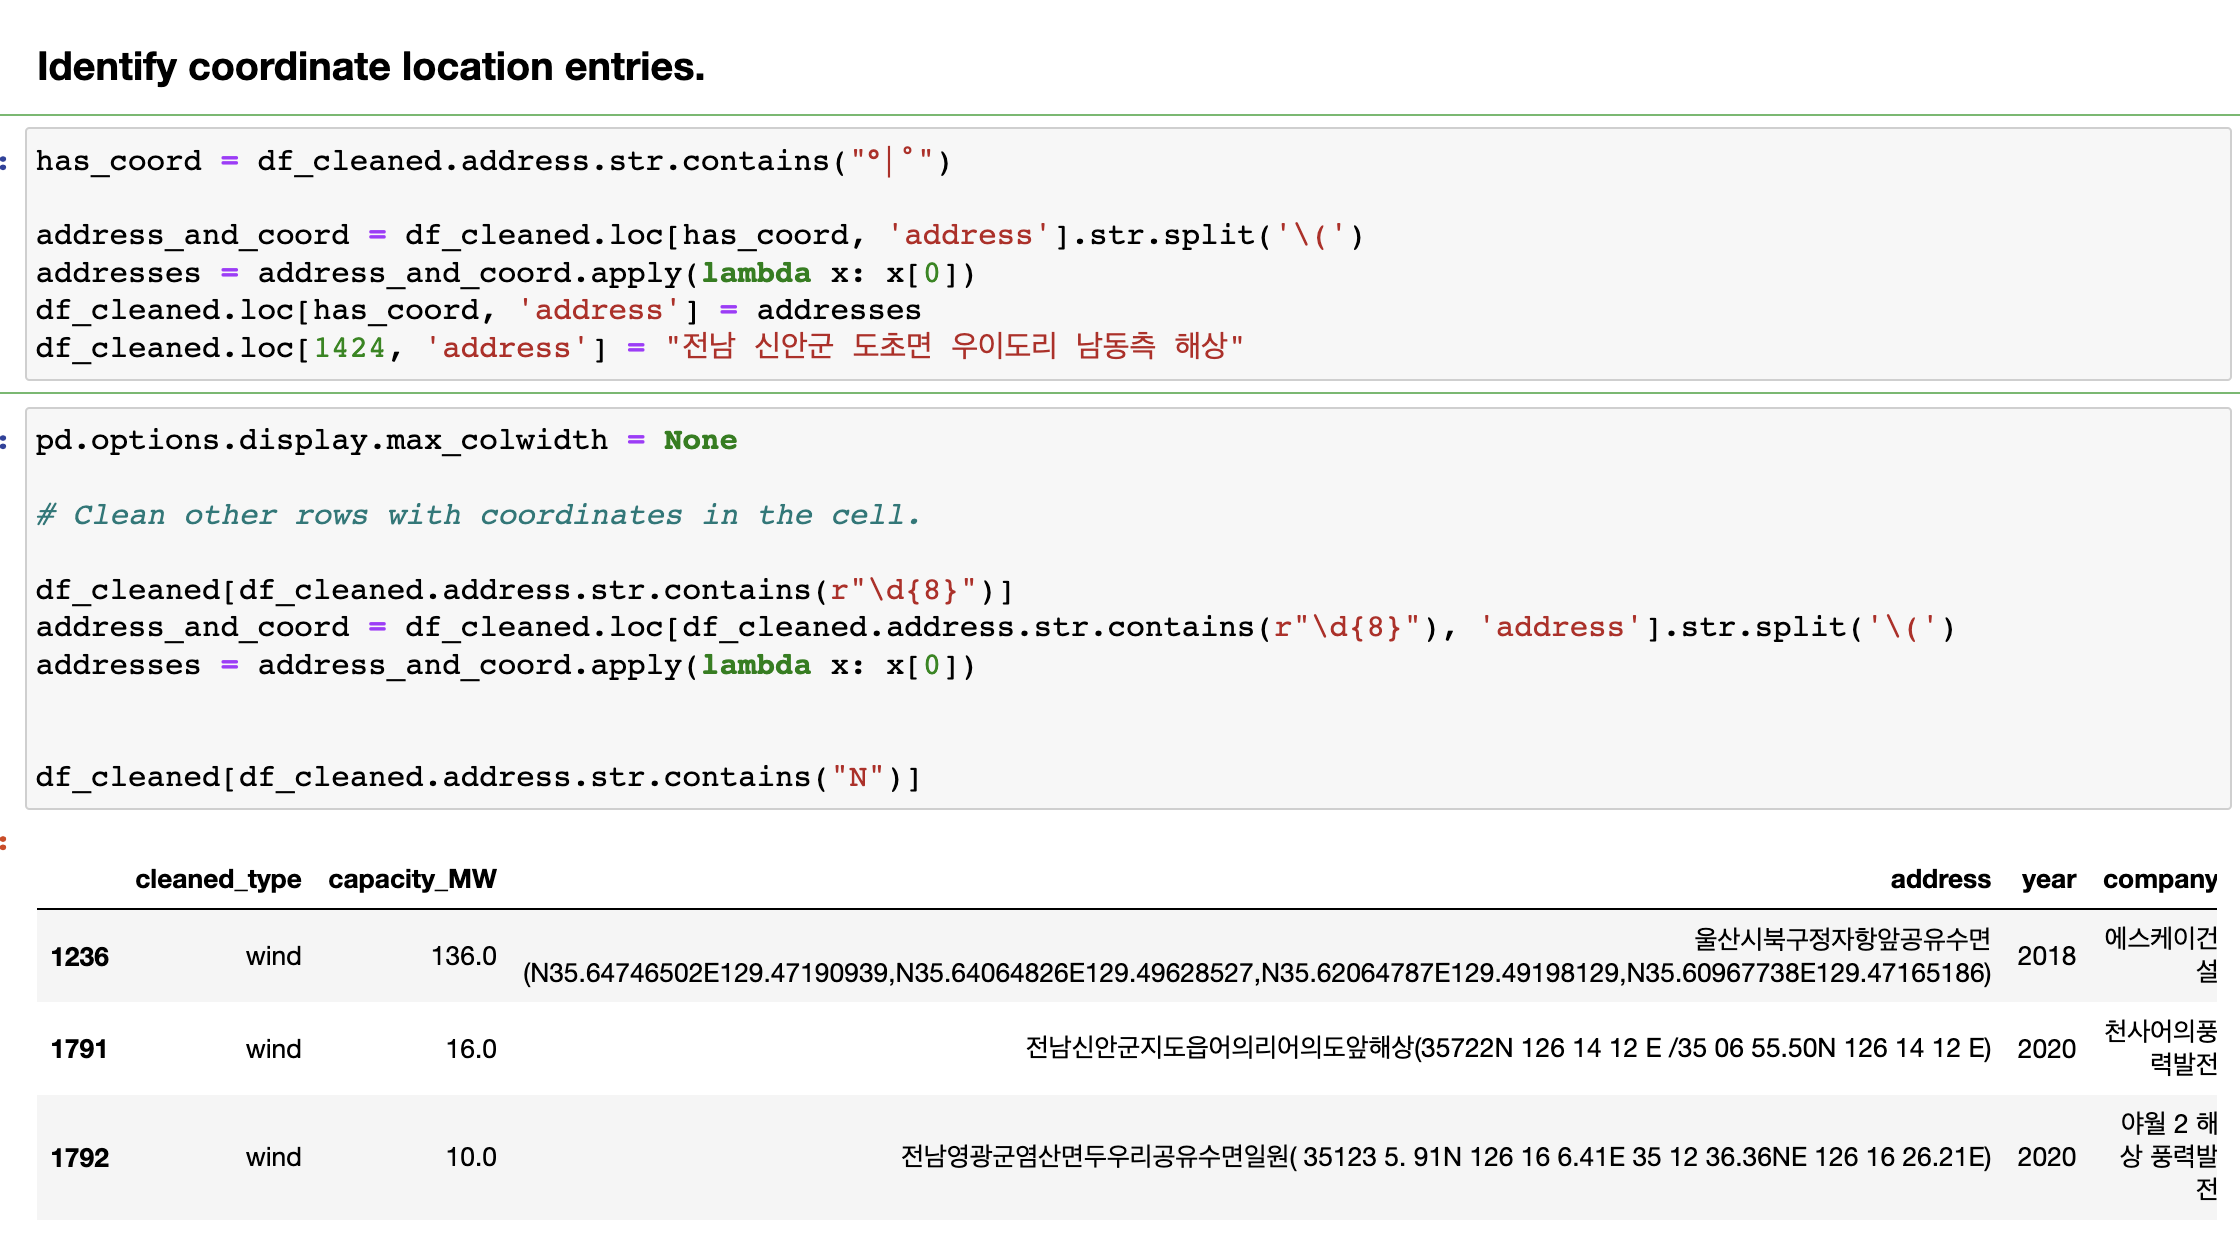 Identify coordinate location entries.
:
has_coord = df_cleaned.address.str.contains("°|˚")
address_and_coord = df_cleaned.loc[has_coord, 'address'].str.split('\(')
addresses = address_and_coord.apply(lambda x: x[0])
df_cleaned.loc[has_coord, 'address'] = addresses
df_cleaned.loc[1424, 'address'] = "전남 신안군 도초면 우이도리 남동측 해상"
:
pd.options.display.max_colwidth = None
# Clean other rows with coordinates in the cell.
df_cleaned[df_cleaned.address.str.contains(r"\d{8}")]
address_and_coord = df_cleaned.loc[df_cleaned.address.str.contains(r"\d{8}"), 'address'].str.split('\(')
addresses = address_and_coord.apply(lambda x: x[0])
df_cleaned[df_cleaned.address.str.contains("N")]
:
cleaned_type capacity_MW address year company
울산시북구정자항앞공유수면 에스케이건
1236 wind 136.0 (N35.64746502E129.47190939,N35.64064826E129.49628527,N35.62064787E129.49198129,N35.60967738E129.47165186) 2018 설
천사어의풍
1791 wind 16.0 전남신안군지도읍어의리어의도앞해상(35722N 126 14 12 E /35 06 55.50N 126 14 12 E) 2020
력발전
야월 2 해
1792 wind 10.0 전남영광군염산면두우리공유수면일원( 35123 5. 91N 126 16 6.41E 35 12 36.36NE 126 16 26.21E) 2020 상 풍력발
전